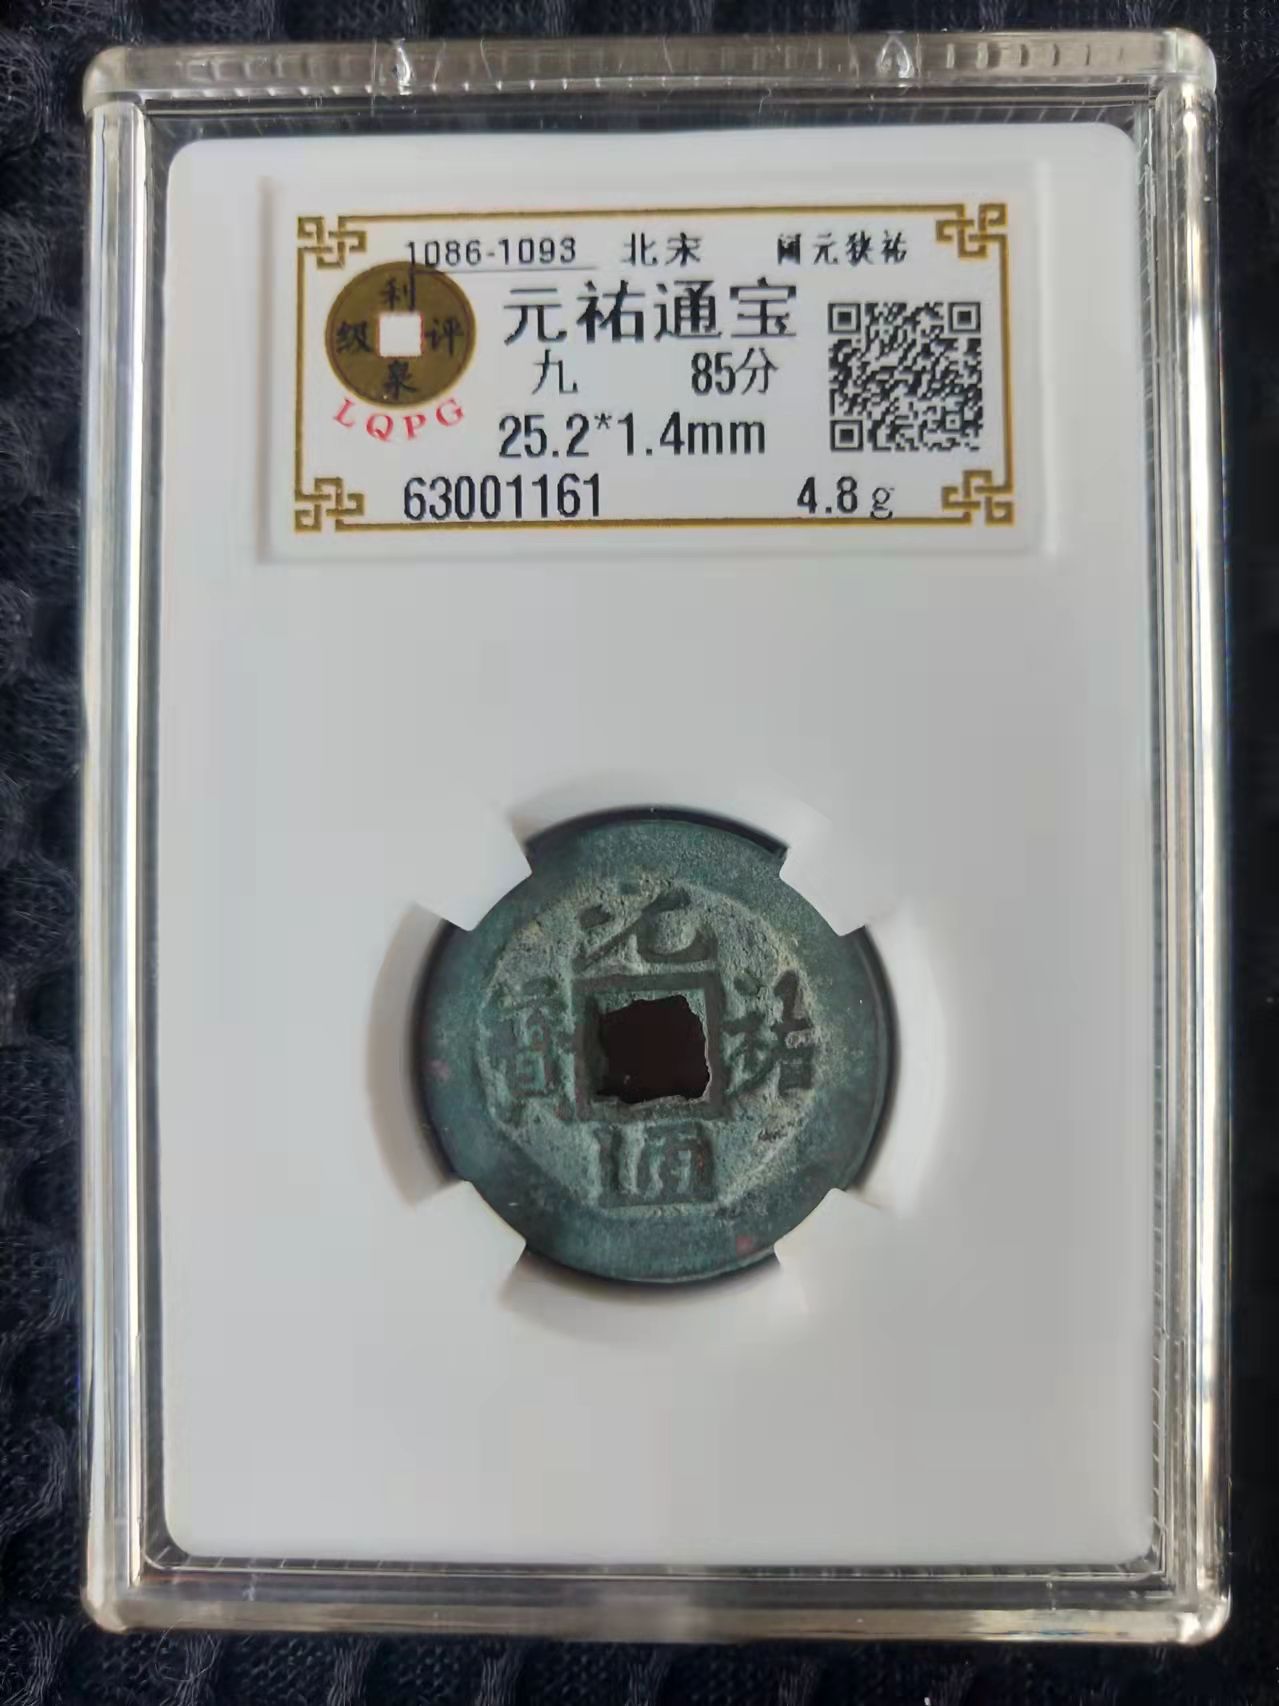 1086-1093 北宋 阔元狭祐
利泉评级
LQPG
元祐通宝
九 85分
25.2*1.4mm
63001161 4.8g
元祐通寳